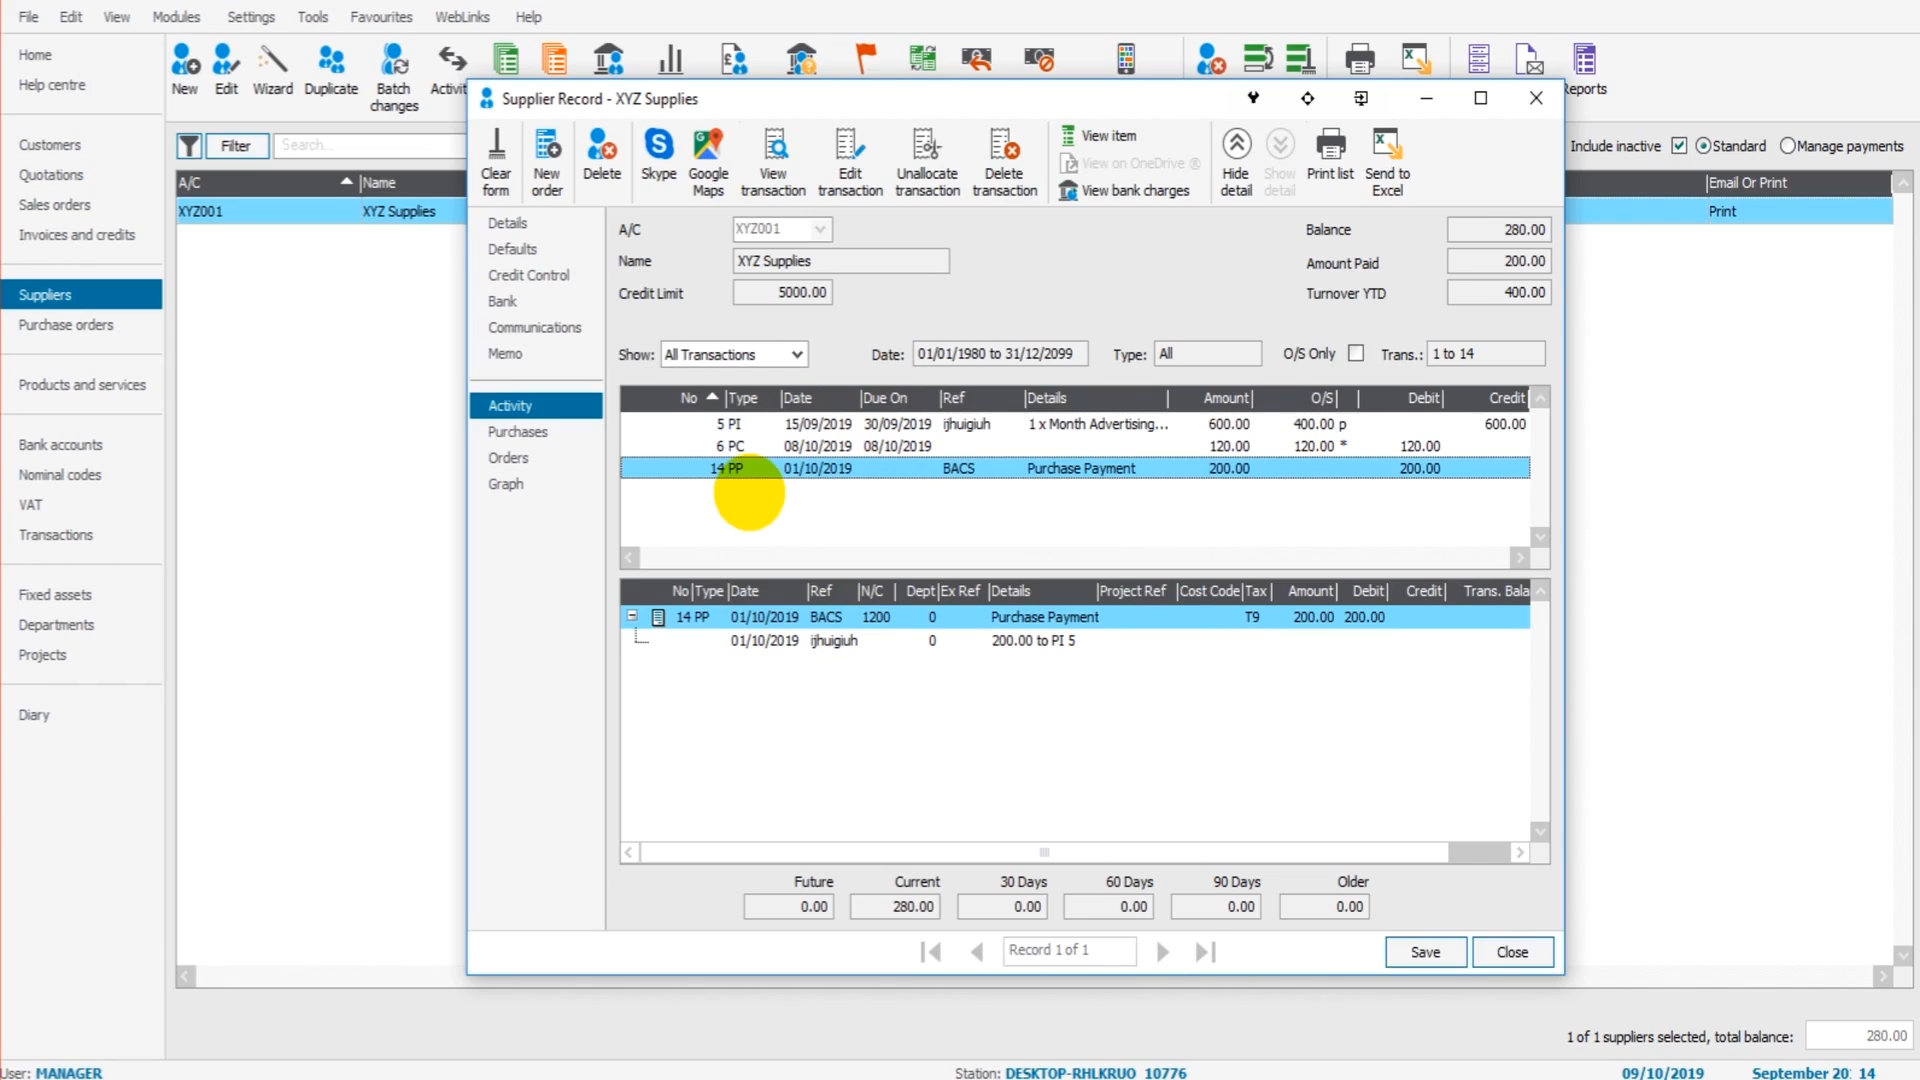 File Edit View Modules Settings Tools Favourites WebLinks Help
Home
Help centre
Customers
Quotations
Sales orders
Invoices and credits
Suppliers
Purchase orders
Products and services
Bank accounts
Nominal codes
VAT
Transactions
Fixed assets
Departments
Projects
Diary
New Edit Wizard Duplicate Batch changes Activit
Reports
Filter Search...
Include inactive Standard Manage payments
A/C Name Email Or Print
XYZ001 XYZ Supplies Print
Supplier Record - XYZ Supplies
Clear form New order Delete Skype Google Maps View transaction Edit transaction Unallocate transaction Delete transaction
View item
View on OneDrive ®
View bank charges
Hide detail Show detail Print list Send to Excel
Details
Defaults
Credit Control
Bank
Communications
Memo
Activity
Purchases
Orders
Graph
A/C XYZ001 Balance 280.00
Name XYZ Supplies Amount Paid 200.00
Credit Limit 5000.00 Turnover YTD 400.00
Show: All Transactions Date: 01/01/1980 to 31/12/2099 Type: All O/S Only Trans.: 1 to 14
No Type Date Due On Ref Details Amount O/S Debit Credit
5 PI 15/09/2019 30/09/2019 ijhuigiuh 1 x Month Advertising... 600.00 400.00 p 600.00
6 PC 08/10/2019 08/10/2019 120.00 120.00 * 120.00
14 PP 01/10/2019 BACS Purchase Payment 200.00 200.00
No Type Date Ref N/C Dept Ex Ref Details Project Ref Cost Code Tax Amount Debit Credit Trans. Bala
14 PP 01/10/2019 BACS 1200 0 Purchase Payment T9 200.00 200.00
01/10/2019 ijhuigiuh 0 200.00 to PI 5
Future Current 30 Days 60 Days 90 Days Older
0.00 280.00 0.00 0.00 0.00 0.00
Record 1 of 1 Save Close
1 of 1 suppliers selected, total balance: 280.00
User: MANAGER Station: DESKTOP-RHLKRUO 10776 09/10/2019 September 20 14